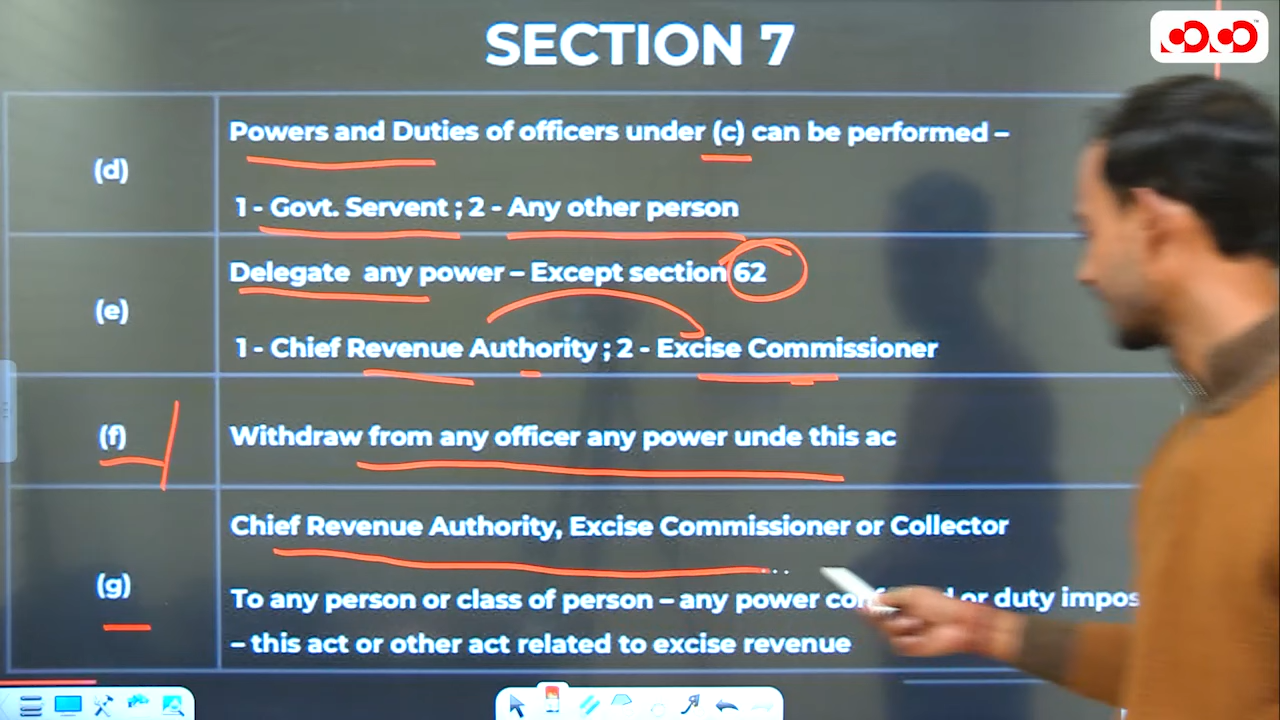 SECTION 7
(d)
Powers and Duties of officers under (c) can be performed –
1 - Govt. Servent ; 2 - Any other person
(e)
Delegate any power – Except section 62
1 - Chief Revenue Authority ; 2 - Excise Commissioner
(f)
Withdraw from any officer any power unde this ac
(g)
Chief Revenue Authority, Excise Commissioner or Collector
To any person or class of person – any power or duty
– this act or other act related to excise revenue